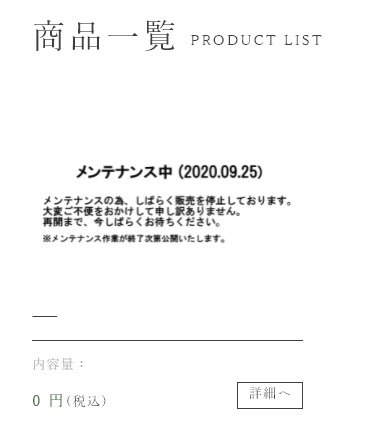 商品一覧 PRODUCT LIST
メンテナンス中 (2020.09.25)
メンテナンスの為、しばらく販売を停止しております。
大変ご不便をおかけして申し訳ありません。
再開まで、今しばらくお待ちください。
※メンテナンス作業が終了次第公開いたします。
内容量：
0 円(税込)
詳細へ